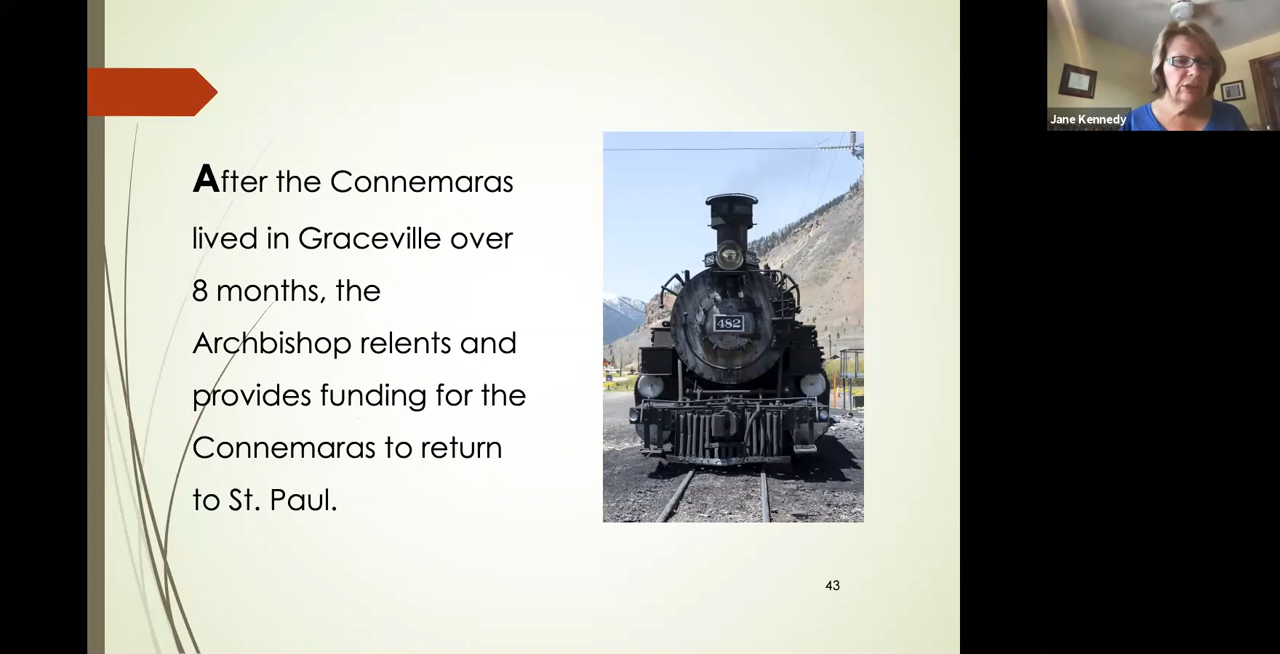 After the Connemaras
lived in Graceville over
8 months, the
Archbishop relents and
provides funding for the
Connemaras to return
to St. Paul.
482
43
Jane Kennedy